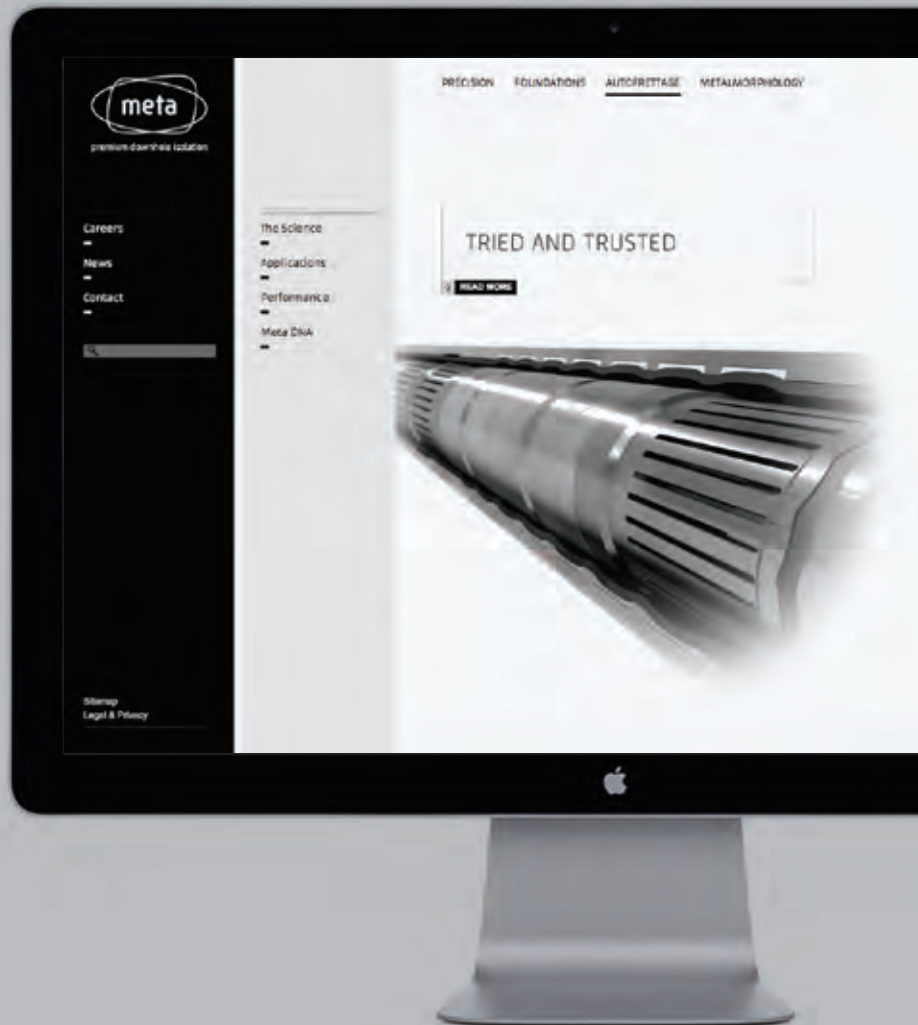 meta
premium downhole isolation
Careers
News
Contact
Sitemap
Legal & Privacy
The Science
Applications
Performance
Meta DNA
PRECISION FOUNDATIONS AUTOFRETTAGE METALMORPHOLOGY
TRIED AND TRUSTED
READ MORE